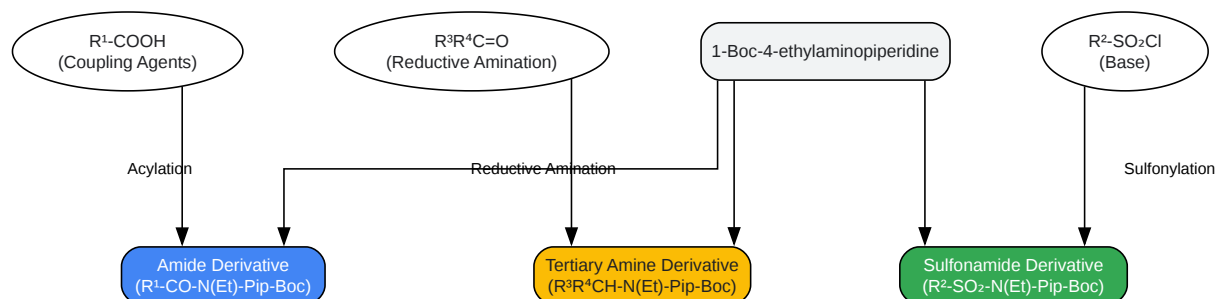 R¹-COOH
(Coupling Agents)
R³R⁴C=O
(Reductive Amination)
1-Boc-4-ethylaminopiperidine
R²-SO₂Cl
(Base)
Acylation
Reductive Amination
Sulfonylation
Amide Derivative
(R¹-CO-N(Et)-Pip-Boc)
Tertiary Amine Derivative
(R³R⁴CH-N(Et)-Pip-Boc)
Sulfonamide Derivative
(R²-SO₂-N(Et)-Pip-Boc)